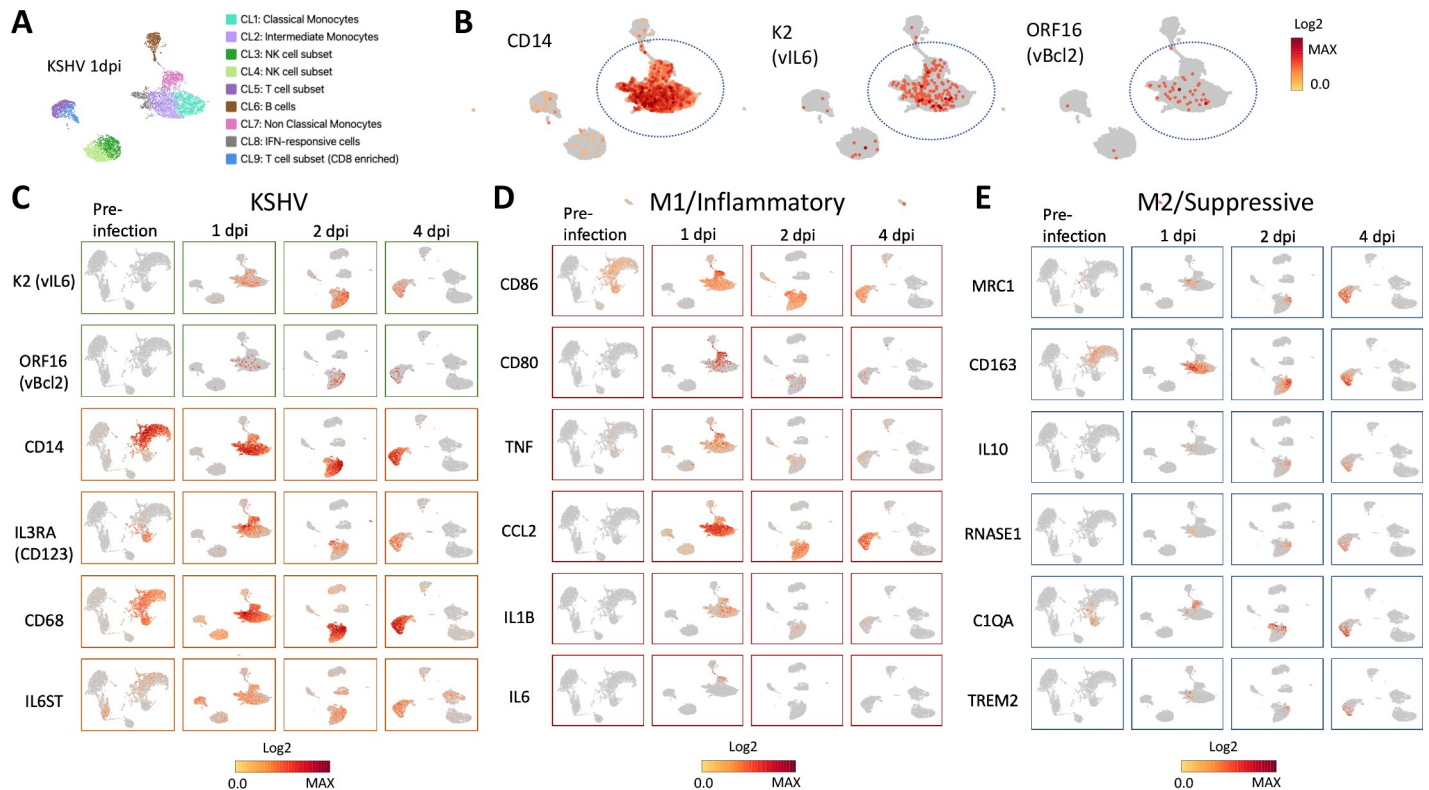 A
KSHV 1dpi
CL1: Classical Monocytes
CL2: Intermediate Monocytes
CL3: NK cell subset
CL4: NK cell subset
CL5: T cell subset
CL6: B cells
CL7: Non Classical Monocytes
CL8: IFN-responsive cells
CL9: T cell subset (CD8 enriched)
B
CD14
K2
(vIL6)
ORF16
(vBcl2)
Log2
MAX
0.0
C
KSHV
Pre-
infection
1 dpi
2 dpi
4 dpi
K2 (vIL6)
ORF16
(vBcl2)
CD14
IL3RA
(CD123)
CD68
IL6ST
Log2
0.0
MAX
D
M1/Inflammatory
Pre-
infection
1 dpi
2 dpi
4 dpi
CD86
CD80
TNF
CCL2
IL1B
IL6
Log2
0.0
MAX
E
M2/Suppressive
Pre-
infection
1 dpi
2 dpi
4 dpi
MRC1
CD163
IL10
RNASE1
C1QA
TREM2
Log2
0.0
MAX